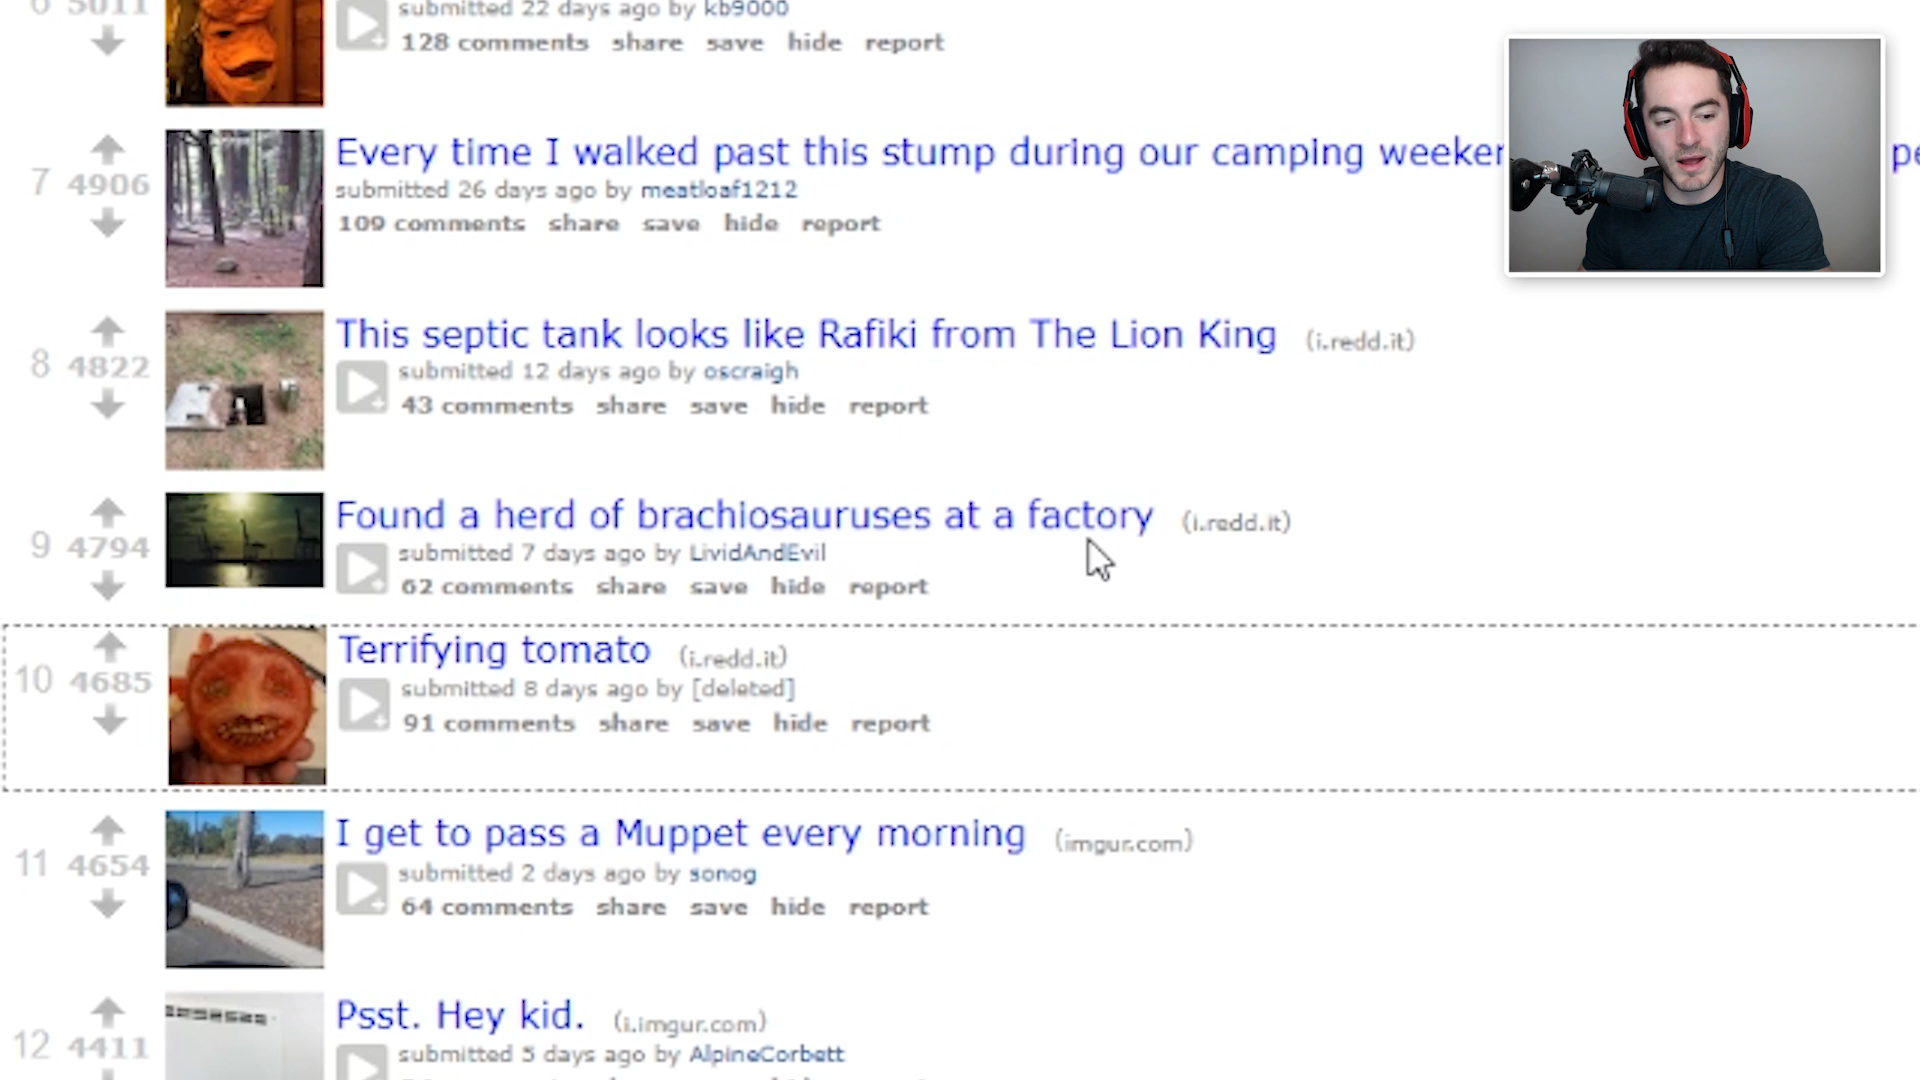 6 5011
submitted 22 days ago by kb9000
128 comments share save hide report
Every time I walked past this stump during our camping weeken pe
7 4906
submitted 26 days ago by meatloaf1212
109 comments share save hide report
This septic tank looks like Rafiki from The Lion King (i.redd.it)
8 4822
submitted 12 days ago by oscraigh
43 comments share save hide report
Found a herd of brachiosauruses at a factory (i.redd.it)
9 4794
submitted 7 days ago by LividAndEvil
62 comments share save hide report
Terrifying tomato (i.redd.it)
10 4685
submitted 8 days ago by [deleted]
91 comments share save hide report
I get to pass a Muppet every morning (imgur.com)
11 4654
submitted 2 days ago by sonog
64 comments share save hide report
Psst. Hey kid. (i.imgur.com)
12 4411
submitted 5 days ago by AlpineCorbett